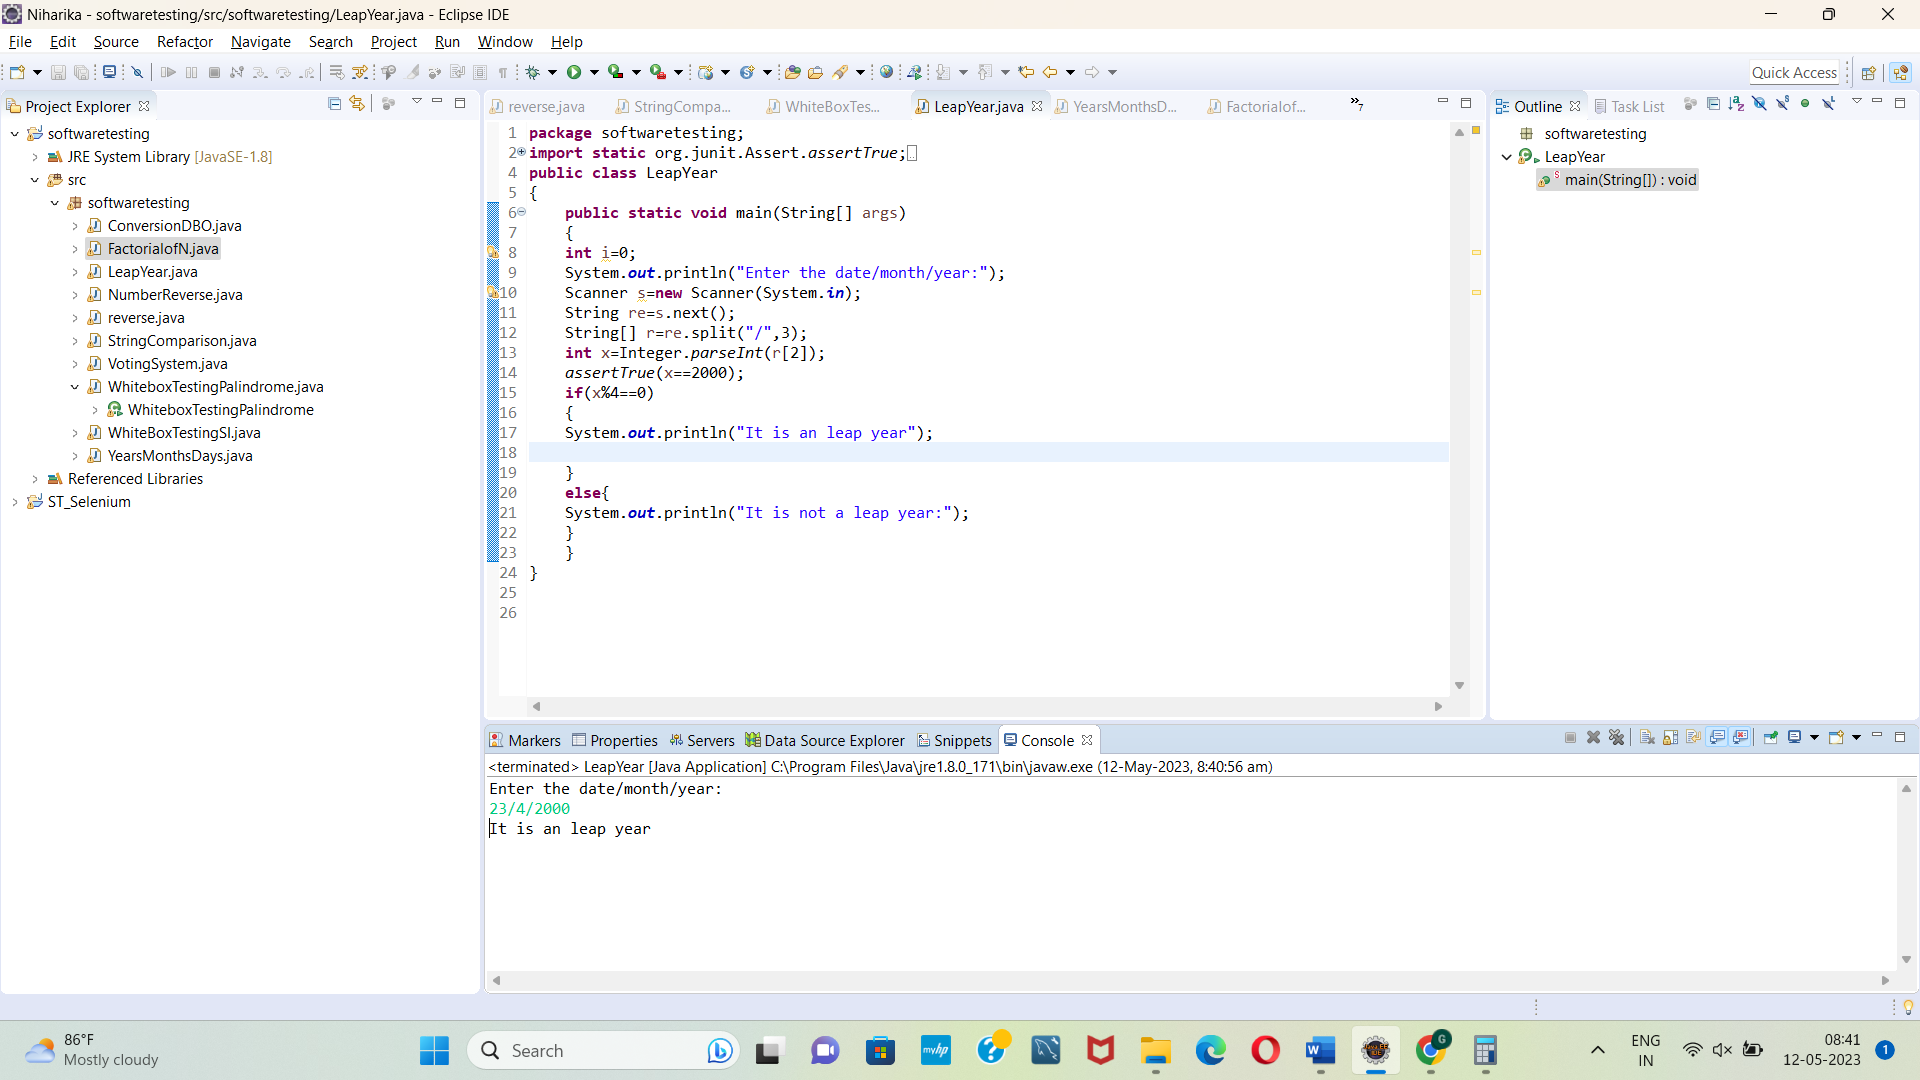 Niharika - softwaretesting/src/softwaretesting/LeapYear.java - Eclipse IDE
File Edit Source Refactor Navigate Search Project Run Window Help
Quick Access
Project Explorer
softwaretesting
JRE System Library [JavaSE-1.8]
src
softwaretesting
ConversionDBO.java
FactorialofN.java
LeapYear.java
NumberReverse.java
reverse.java
StringComparison.java
VotingSystem.java
WhiteboxTestingPalindrome.java
WhiteboxTestingPalindrome
WhiteBoxTestingSI.java
YearsMonthsDays.java
Referenced Libraries
ST_Selenium
reverse.java StringCompa... WhiteBoxTes... LeapYear.java YearsMonthsD... Factorialof... »7
1 package softwaretesting;
2 import static org.junit.Assert.assertTrue;
4 public class LeapYear
5 {
6 public static void main(String[] args)
7 {
8 int i=0;
9 System.out.println("Enter the date/month/year:");
10 Scanner s=new Scanner(System.in);
11 String re=s.next();
12 String[] r=re.split("/",3);
13 int x=Integer.parseInt(r[2]);
14 assertTrue(x==2000);
15 if(x%4==0)
16 {
17 System.out.println("It is an leap year");
18
19 }
20 else{
21 System.out.println("It is not a leap year:");
22 }
23 }
24 }
25
26
Outline Task List
softwaretesting
LeapYear
main(String[]) : void
Markers Properties Servers Data Source Explorer Snippets Console
<terminated> LeapYear [Java Application] C:\Program Files\Java\jre1.8.0_171\bin\javaw.exe (12-May-2023, 8:40:56 am)
Enter the date/month/year:
23/4/2000
It is an leap year
86°F
Mostly cloudy
Search
myhp
G
ENG
IN
08:41
12-05-2023
1